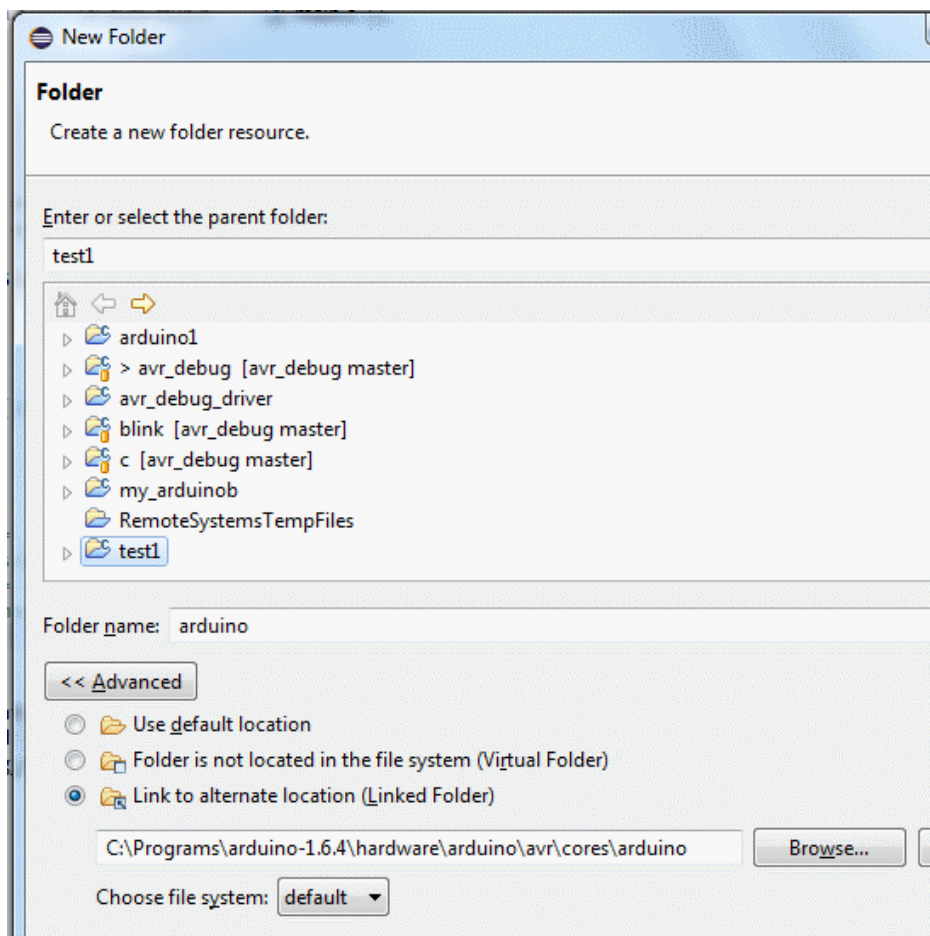 New Folder
Folder
Create a new folder resource.
Enter or select the parent folder:
test1
arduino1
> avr_debug [avr_debug master]
avr_debug_driver
blink [avr_debug master]
c [avr_debug master]
my_arduinob
RemoteSystemsTempFiles
test1
Folder name: arduino
<< Advanced
Use default location
Folder is not located in the file system (Virtual Folder)
Link to alternate location (Linked Folder)
C:\Programs\arduino-1.6.4\hardware\arduino\avr\cores\arduino Browse...
Choose file system: default